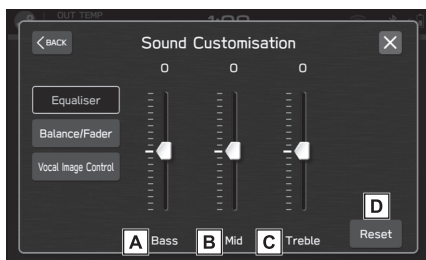 OUT TEMP
BACK
Sound Customisation
0 0 0
Equaliser
Balance/Fader
Vocal Image Control
D
Reset
A Bass B Mid C Treble